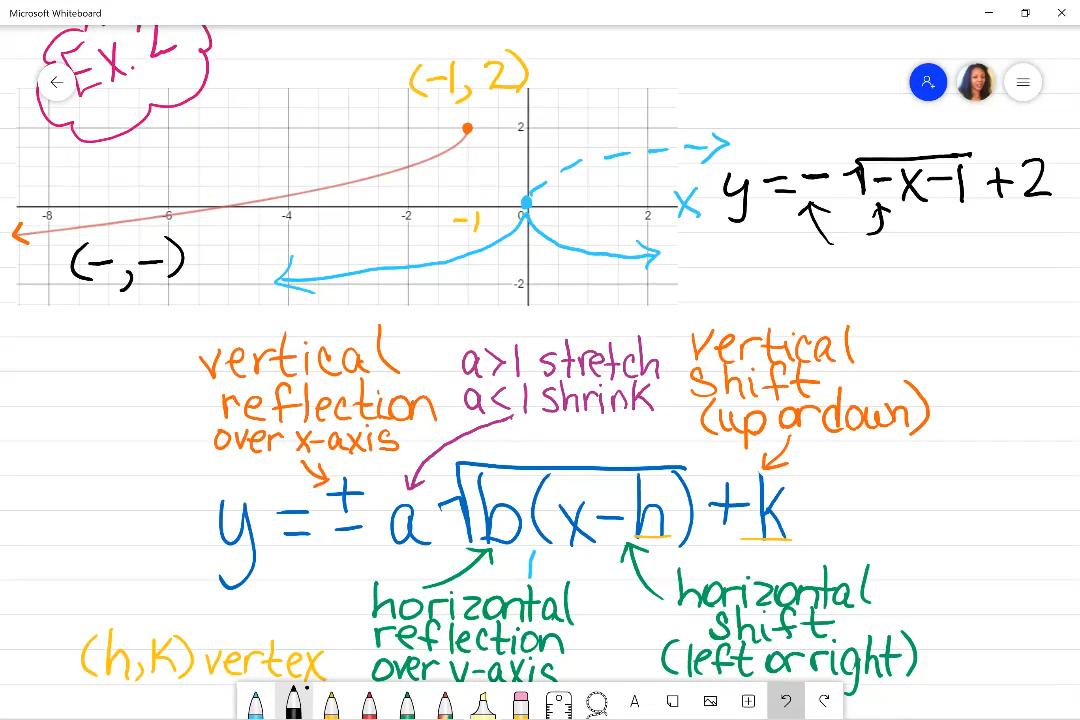 Microsoft Whiteboard
Ex. 2
(-1, 2)
2
y = - √-x-1 + 2
-8 -6 -4 -2 0 2 x
-1
(-, -)
-2
vertical
reflection
over x-axis
a>1 stretch
a<1 shrink
vertical
shift
(up or down)
y = ± a √b(x-h) + k
horizontal
reflection
over y-axis
horizontal
shift
(left or right)
(h,k) vertex
A